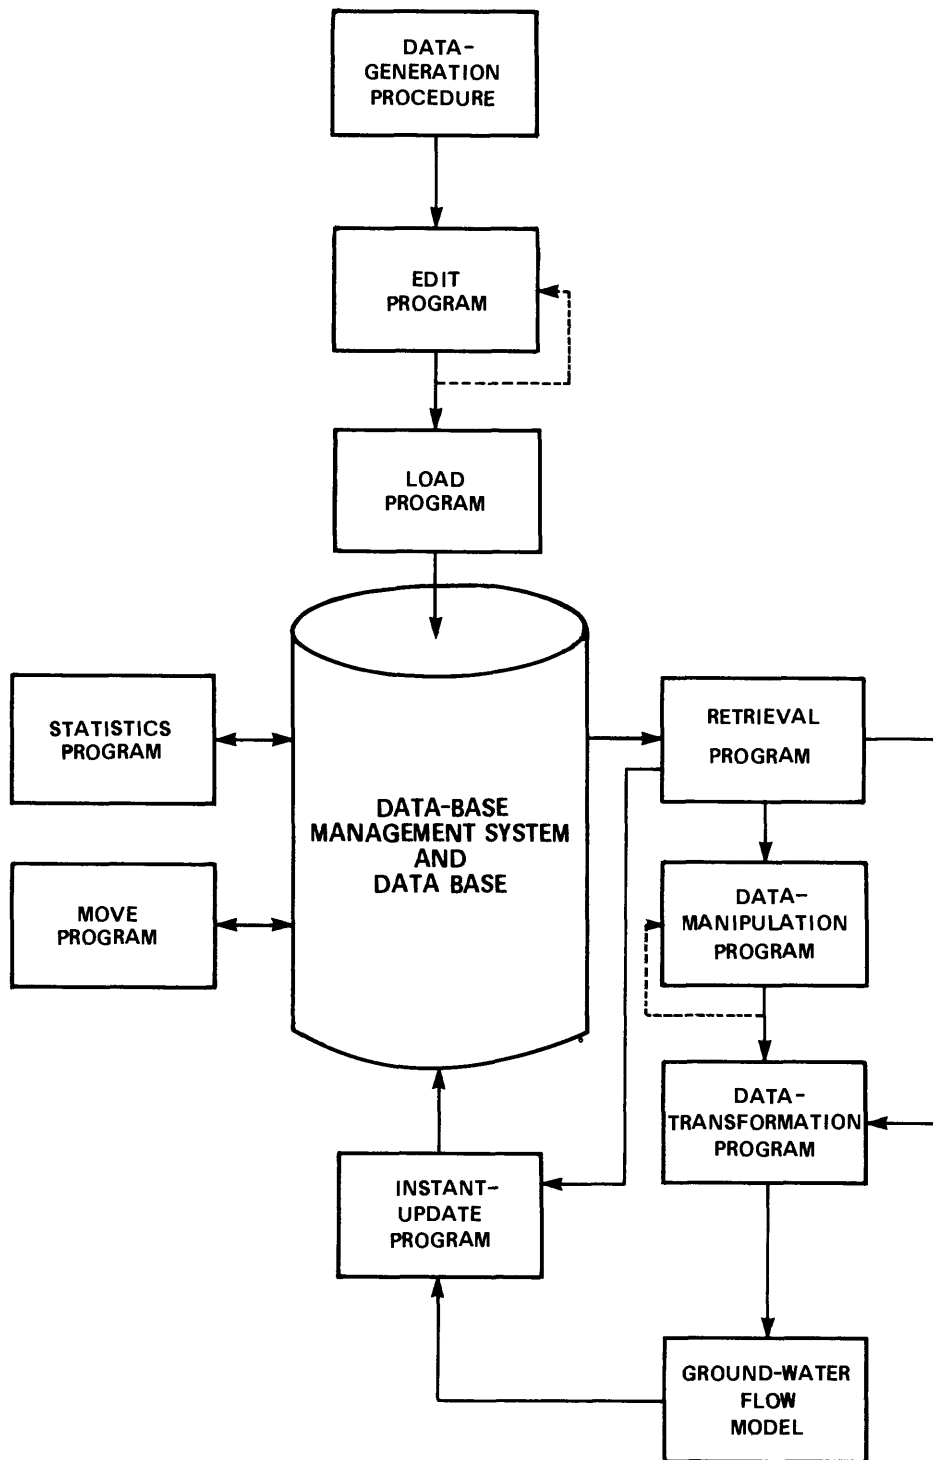 DATA-
GENERATION
PROCEDURE
EDIT
PROGRAM
LOAD
PROGRAM
STATISTICS
PROGRAM
MOVE
PROGRAM
DATA-BASE
MANAGEMENT SYSTEM
AND
DATA BASE
RETRIEVAL
PROGRAM
DATA-
MANIPULATION
PROGRAM
DATA-
TRANSFORMATION
PROGRAM
INSTANT-
UPDATE
PROGRAM
GROUND-WATER
FLOW
MODEL